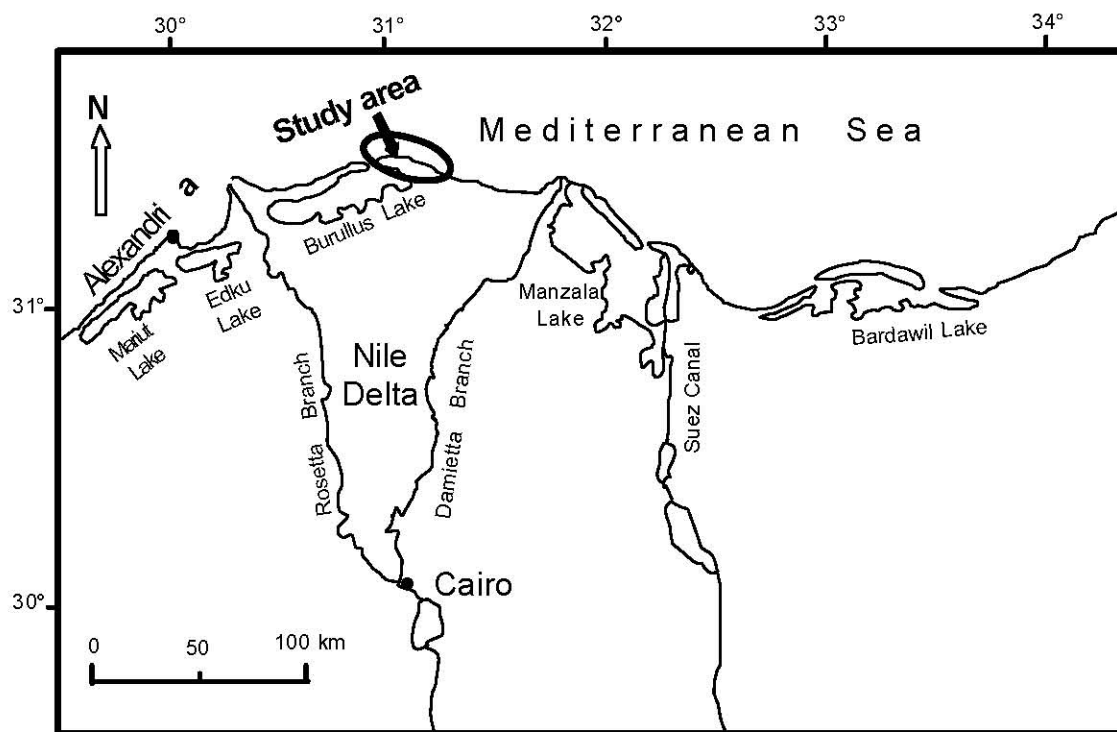 30°
31°
32°
33°
34°
N
Study area
Mediterranean Sea
Alexandria
Burullus Lake
Edku
Lake
Mariut
Lake
31°
Manzala
Lake
Bardawil Lake
Nile
Delta
Rosetta Branch
Damietta Branch
Suez Canal
Cairo
30°
0 50 100 km